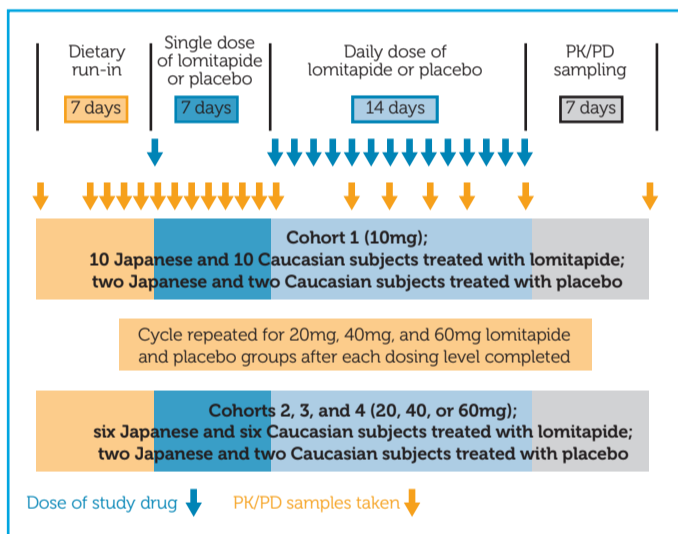 Dietary
run-in
7 days
Single dose
of lomitapide
or placebo
7 days
Daily dose of
lomitapide or placebo
14 days
PK/PD
sampling
7 days
Cohort 1 (10mg);
10 Japanese and 10 Caucasian subjects treated with lomitapide;
two Japanese and two Caucasian subjects treated with placebo
Cycle repeated for 20mg, 40mg, and 60mg lomitapide
and placebo groups after each dosing level completed
Cohorts 2, 3, and 4 (20, 40, or 60mg);
six Japanese and six Caucasian subjects treated with lomitapide;
two Japanese and two Caucasian subjects treated with placebo
Dose of study drug
PK/PD samples taken